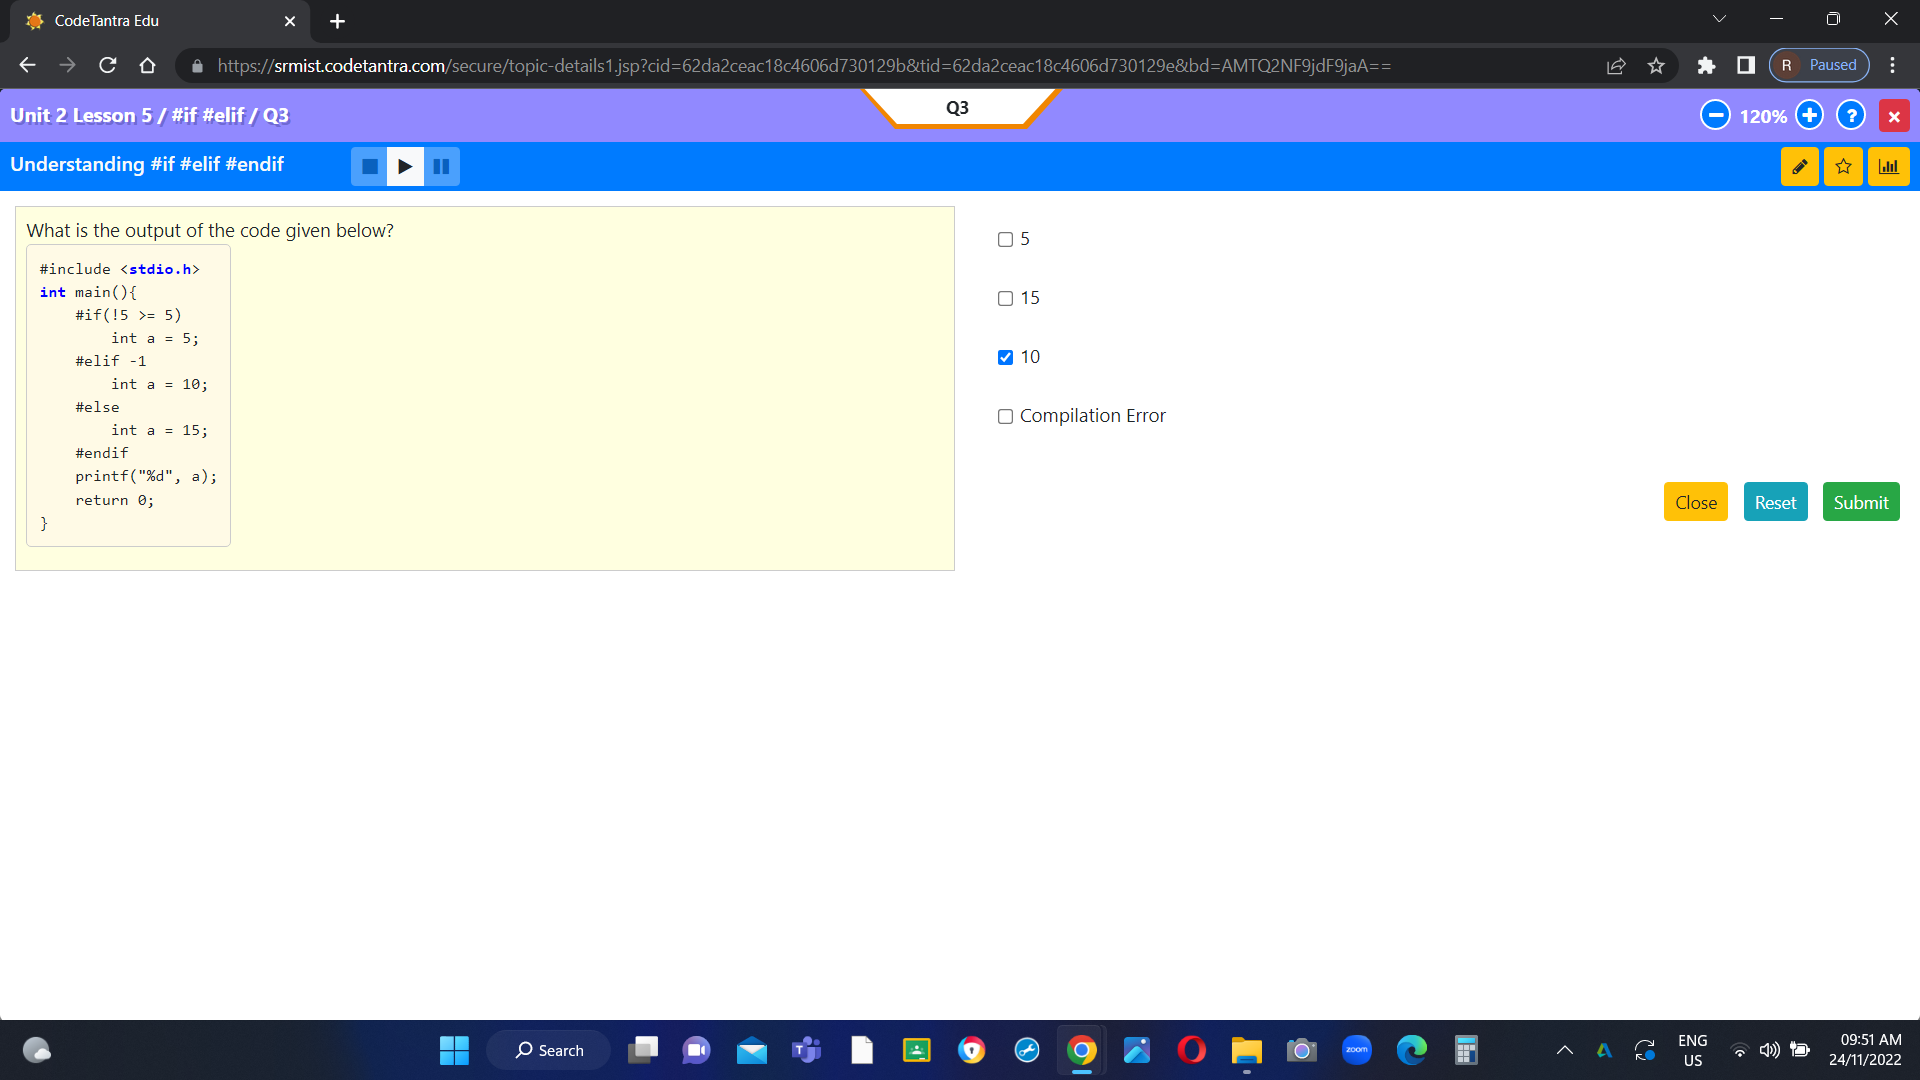 CodeTantra Edu
https://srmist.codetantra.com/secure/topic-details1.jsp?cid=62da2ceac18c4606d730129b&tid=62da2ceac18c4606d730129e&bd=AMTQ2NF9jdF9jaA==
R Paused
Unit 2 Lesson 5 / #if #elif / Q3
Q3
120%
?
Understanding #if #elif #endif
What is the output of the code given below?
#include <stdio.h>
int main(){
#if(!5 >= 5)
int a = 5;
#elif -1
int a = 10;
#else
int a = 15;
#endif
printf("%d", a);
return 0;
}
5
15
10
Compilation Error
Close Reset Submit
Search
zoom
ENG
US
09:51 AM
24/11/2022